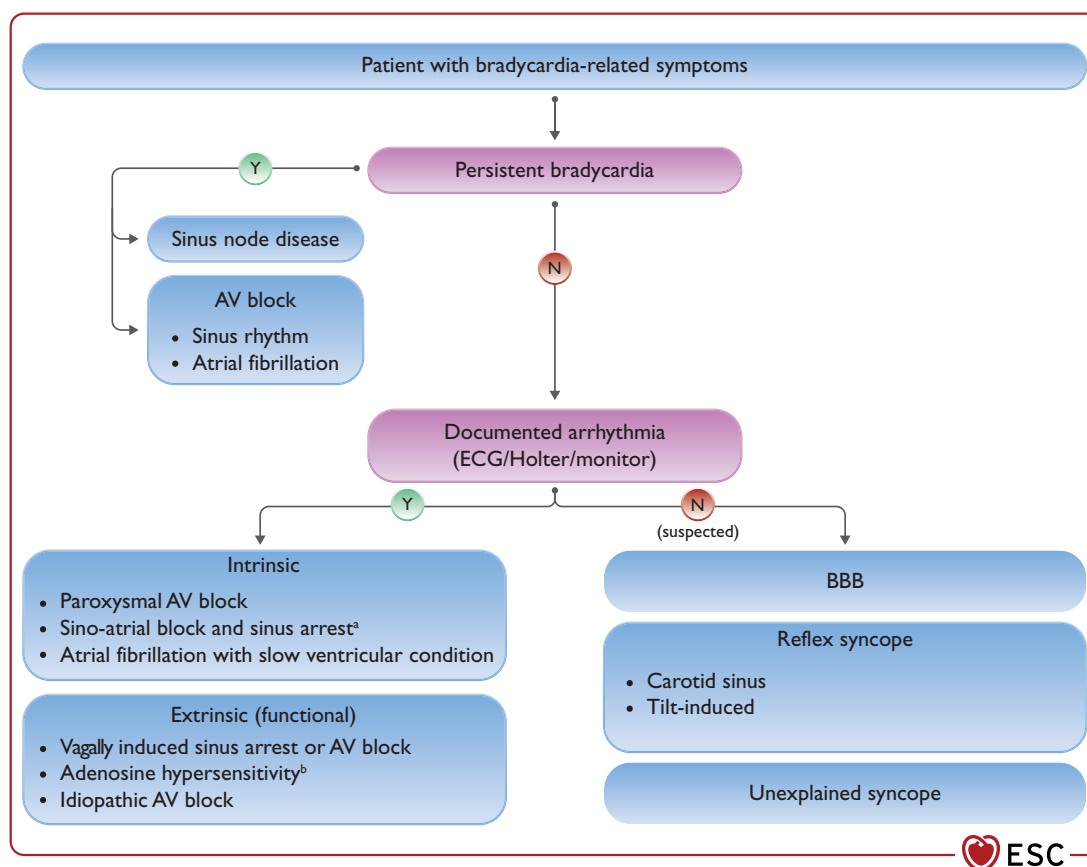 Patient with bradycardia-related symptoms
Y
Persistent bradycardia
Sinus node disease
N
AV block
• Sinus rhythm
• Atrial fibrillation
Documented arrhythmia
(ECG/Holter/monitor)
Y
N
(suspected)
Intrinsic
• Paroxysmal AV block
• Sino-atrial block and sinus arrestᵃ
• Atrial fibrillation with slow ventricular condition
Extrinsic (functional)
• Vagally induced sinus arrest or AV block
• Adenosine hypersensitivityᵇ
• Idiopathic AV block
BBB
Reflex syncope
• Carotid sinus
• Tilt-induced
Unexplained syncope
ESC